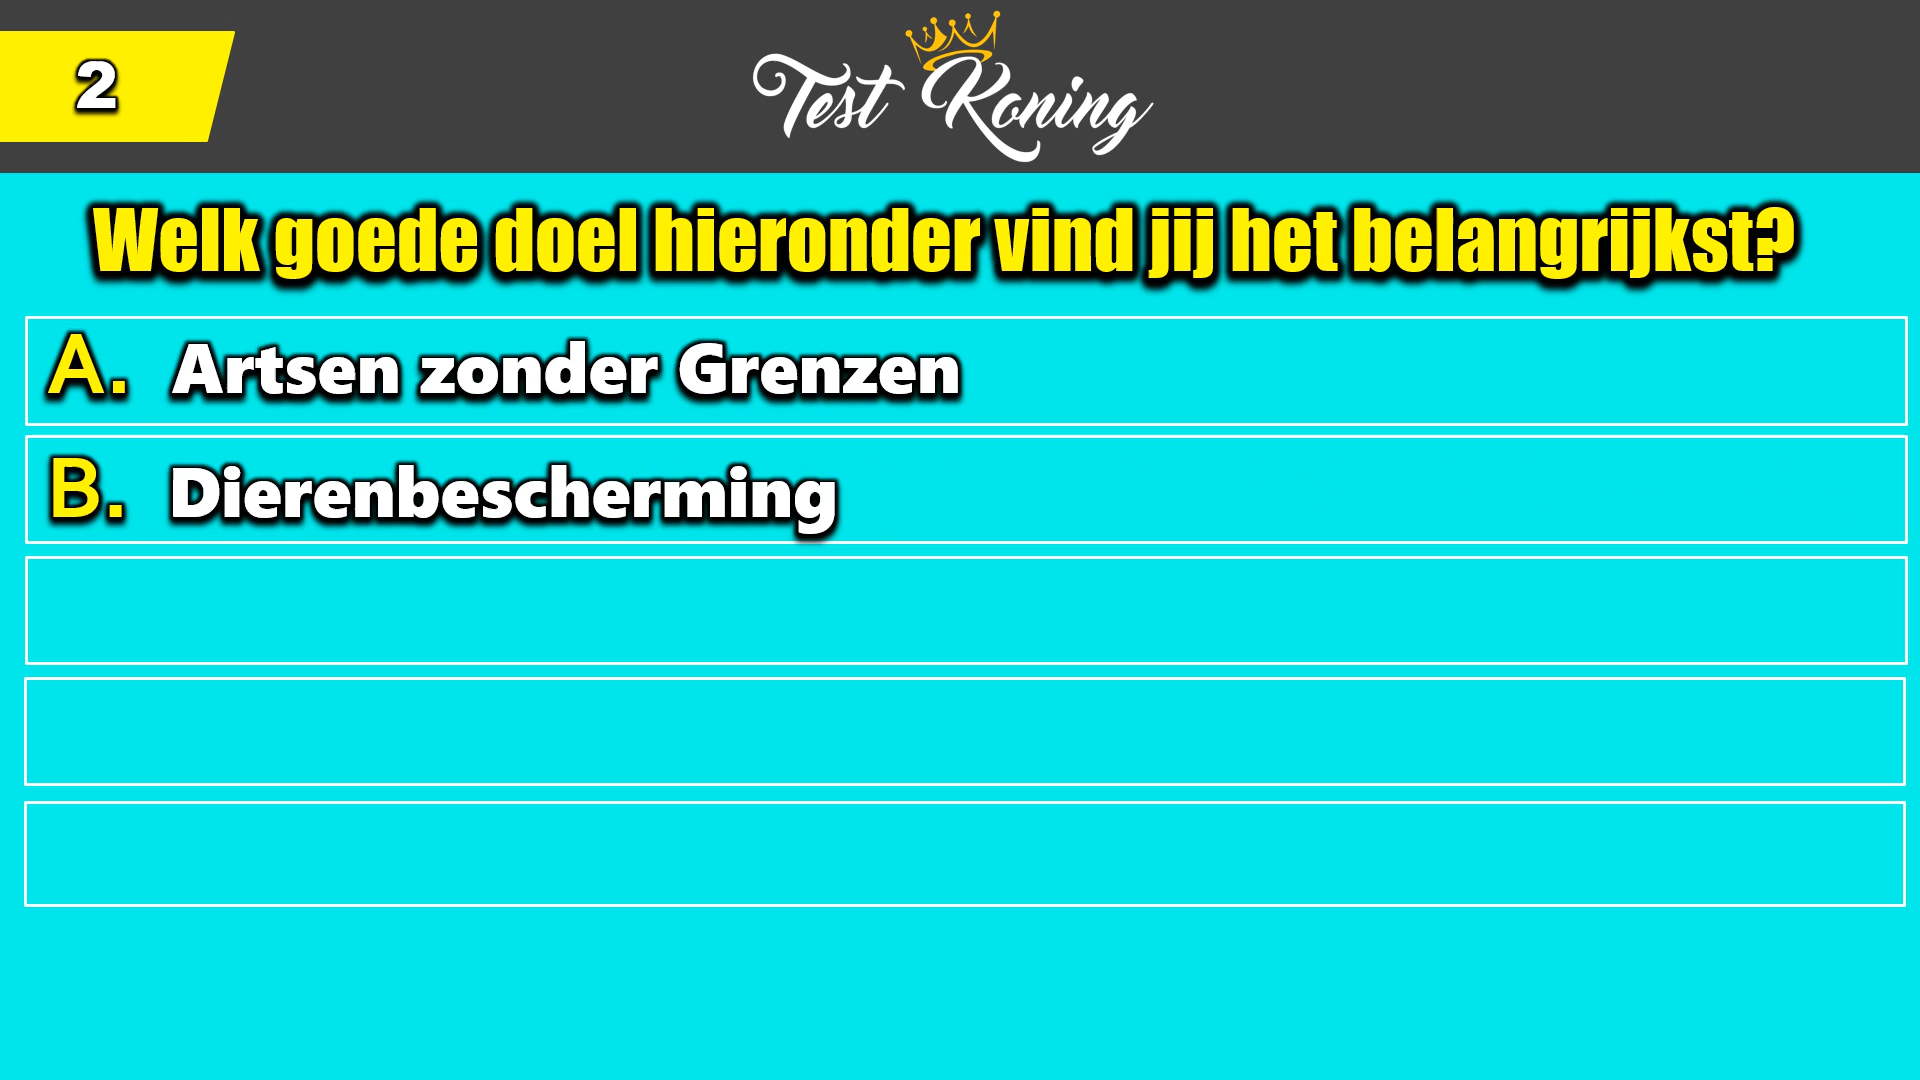 2
Test Koning
Welk goede doel hieronder vind jij het belangrijkst?
A. Artsen zonder Grenzen
B. Dierenbescherming